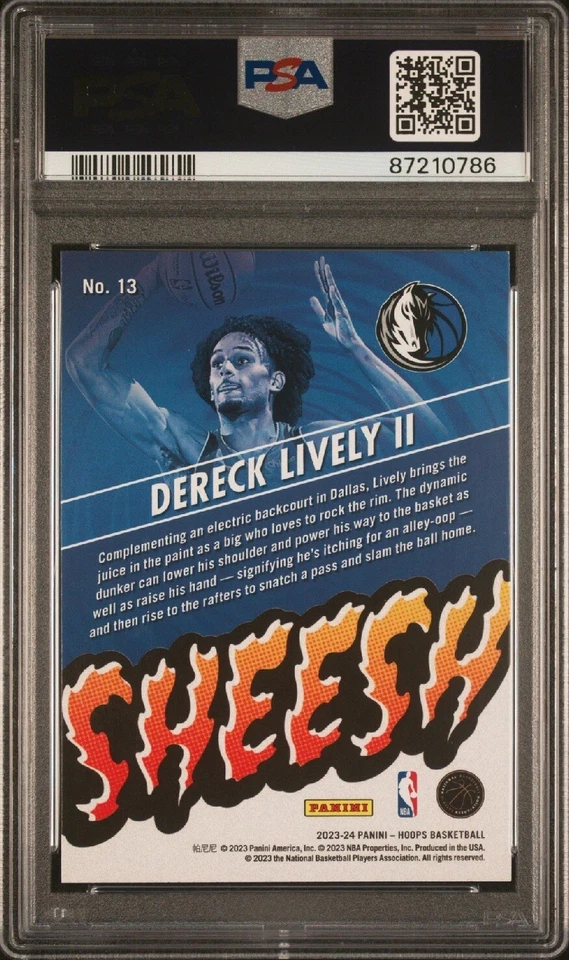 PSA
87210786
No. 13
Wilson
DERECK LIVELY II
Complementing an electric backcourt in Dallas, Lively brings the
juice in the paint as a big who loves to rock the rim. The dynamic
dunker can lower his shoulder and power his way to the basket as
well as raise his hand — signifying he's itching for an alley-oop —
and then rise to the rafters to snatch a pass and slam the ball home.
SHEESH
PANINI
NBA
2023-24 PANINI – HOOPS BASKETBALL
帕尼尼 © 2023 Panini America, Inc. © 2023 NBA Properties, Inc. Produced in the USA.
© 2023 the National Basketball Players Association. All rights reserved.
PSA